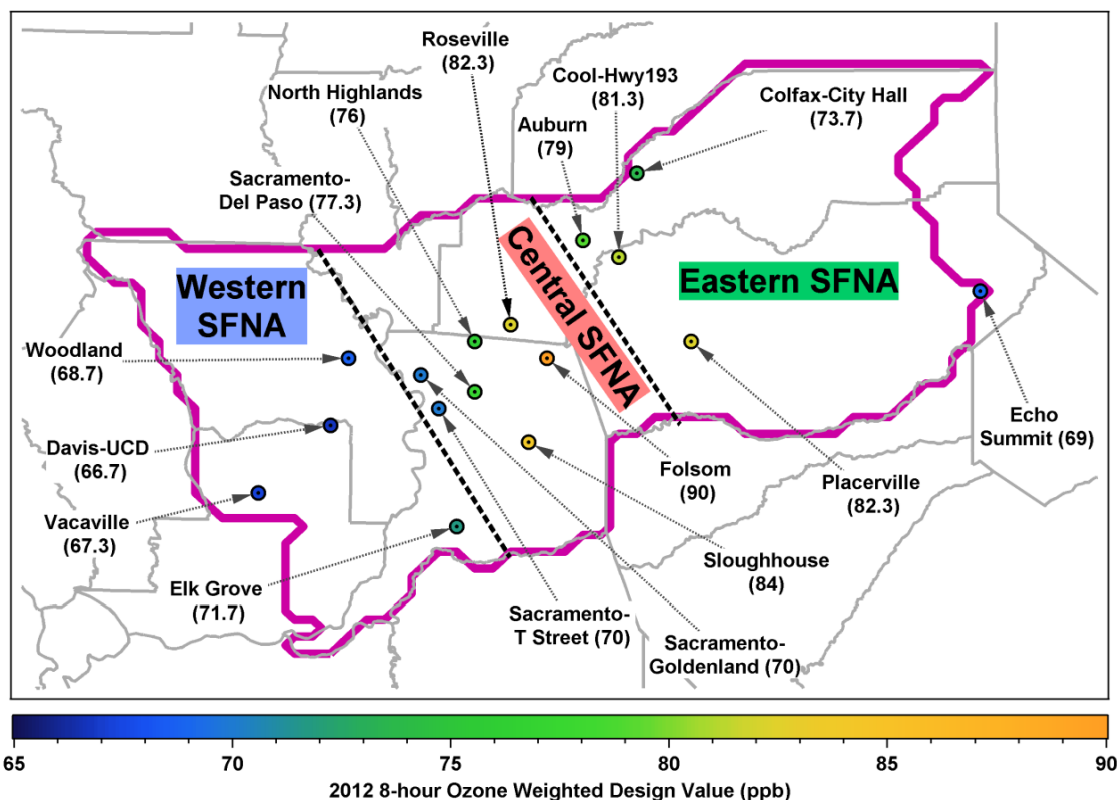 Roseville
(82.3)
North Highlands
(76)
Cool-Hwy193
(81.3)
Colfax-City Hall
(73.7)
Auburn
(79)
Sacramento-
Del Paso (77.3)
Western
SFNA
Central SFNA
Eastern SFNA
Woodland
(68.7)
Davis-UCD
(66.7)
Vacaville
(67.3)
Elk Grove
(71.7)
Echo
Summit (69)
Folsom
(90)
Placerville
(82.3)
Sloughhouse
(84)
Sacramento-
T Street (70)
Sacramento-
Goldenland (70)
65 70 75 80 85 90
2012 8-hour Ozone Weighted Design Value (ppb)